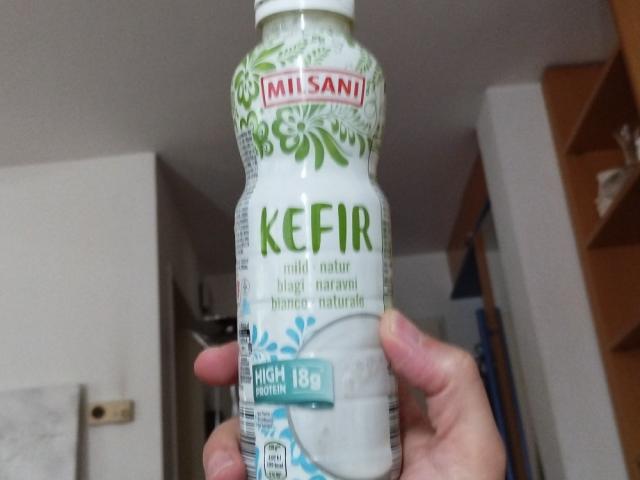 MILSANI
KEFIR
mild natur
blagi naravni
bianco naturale
HIGH
PROTEIN
18g